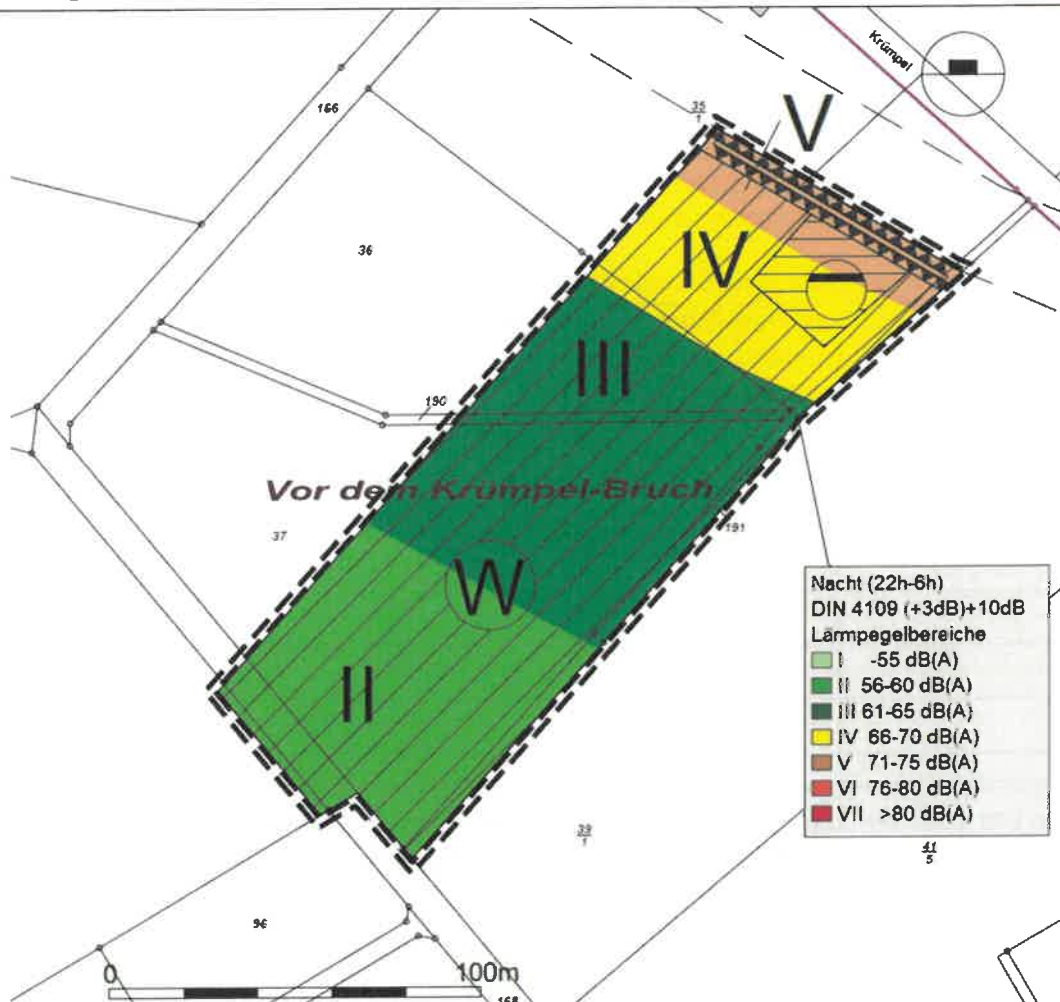 Krümpel
166
35
1
V
36
IV
III
190
Vor dem Krümpel-Bruch
37
191
W
Nacht (22h-6h)
DIN 4109 (+3dB)+10dB
Lärmpegelbereiche
I -55 dB(A)
II 56-60 dB(A)
III 61-65 dB(A)
IV 66-70 dB(A)
V 71-75 dB(A)
VI 76-80 dB(A)
VII >80 dB(A)
II
39
1
41
5
96
0 100m
168